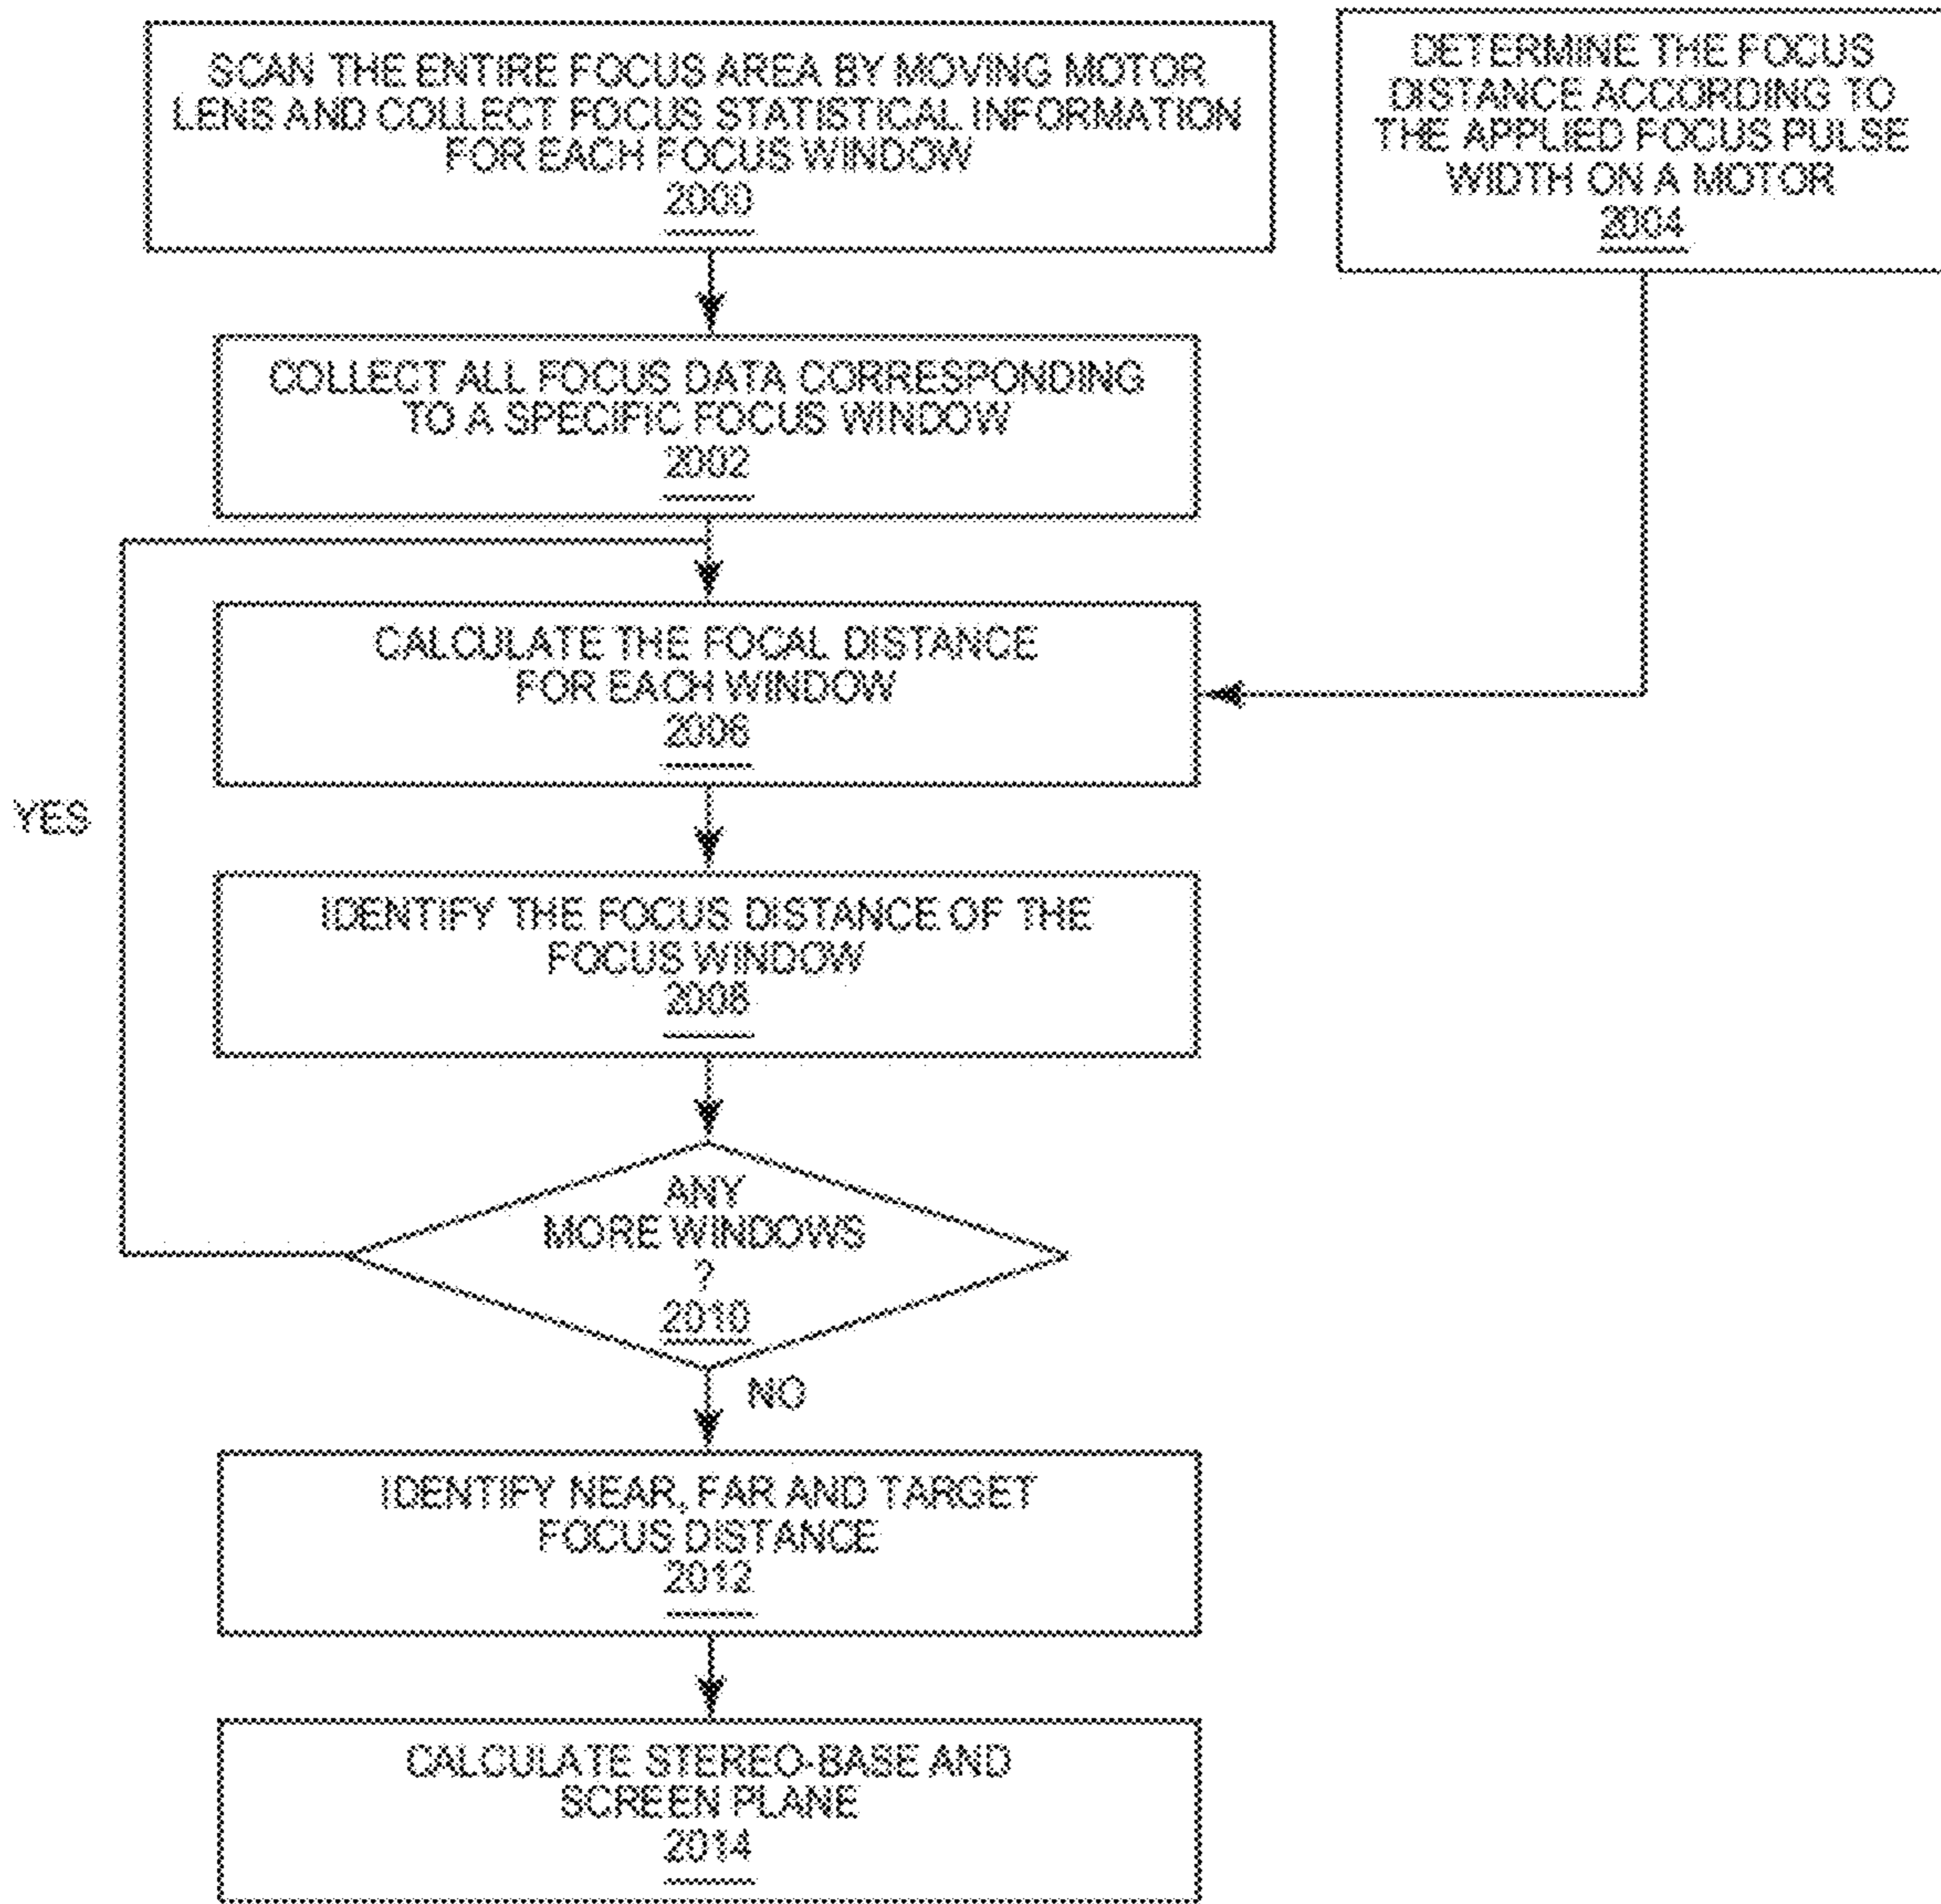 SCAN THE ENTIRE FOCUS AREA BY MOVING MOTOR
LENS AND COLLECT FOCUS STATISTICAL INFORMATION
FOR EACH FOCUS WINDOW
2000
DETERMINE THE FOCUS
DISTANCE ACCORDING TO
THE APPLIED FOCUS PULSE
WIDTH ON A MOTOR
2004
COLLECT ALL FOCUS DATA CORRESPONDING
TO A SPECIFIC FOCUS WINDOW
2002
CALCULATE THE FOCAL DISTANCE
FOR EACH WINDOW
2006
YES
IDENTIFY THE FOCUS DISTANCE OF THE
FOCUS WINDOW
2008
ANY
MORE WINDOWS
?
2010
NO
IDENTIFY NEAR, FAR AND TARGET
FOCUS DISTANCE
2012
CALCULATE STEREO-BASE AND
SCREEN PLANE
2014